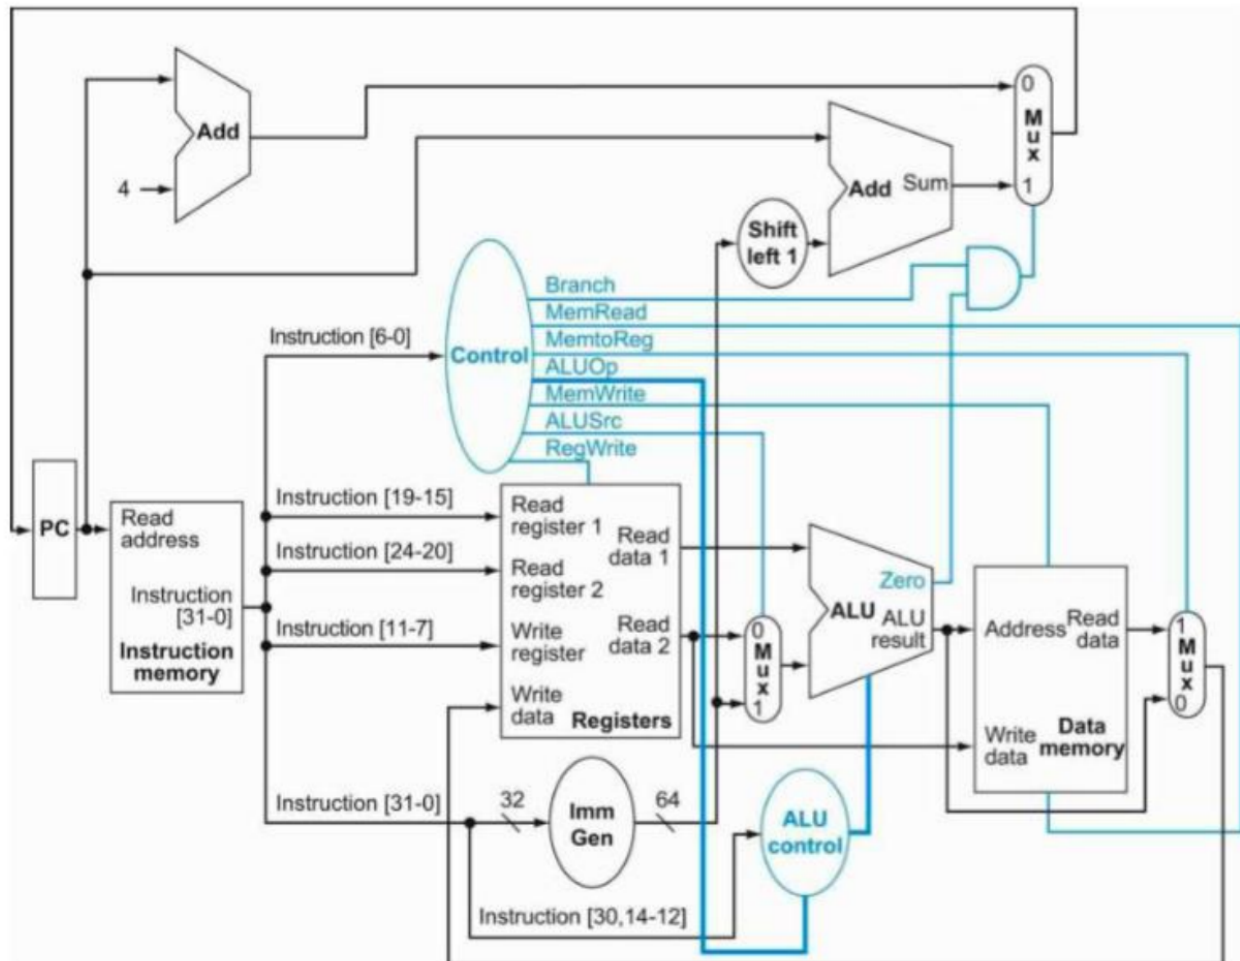 0
M
u
x
1
Add
4
Add Sum
Shift
left 1
Branch
MemRead
MemtoReg
ALUOp
MemWrite
ALUSrc
RegWrite
Control
Instruction [6-0]
PC
Read
address
Instruction
[31-0]
Instruction
memory
Instruction [19-15]
Instruction [24-20]
Instruction [11-7]
Instruction [31-0]
Read
register 1
Read
register 2
Write
register
Write
data
Read
data 1
Read
data 2
Registers
0
M
u
x
1
Zero
ALU
ALU
result
Address
Read
data
Write
data
Data
memory
1
M
u
x
0
32
Imm
Gen
64
ALU
control
Instruction [30,14-12]